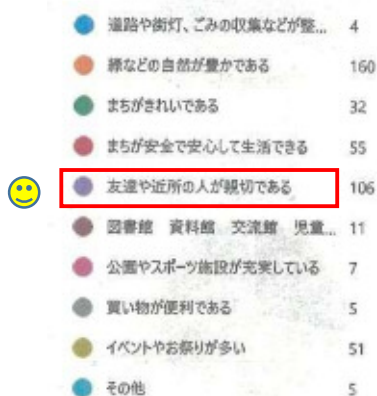 道路や街灯、ごみの収集などが整... 4
緑などの自然が豊かである 160
まちがきれいである 32
まちが安全で安心して生活できる 55
友達や近所の人が親切である 106
図書館 資料館 交流館 児童... 11
公園やスポーツ施設が充実している 7
買い物が便利である 5
イベントやお祭りが多い 51
その他 5